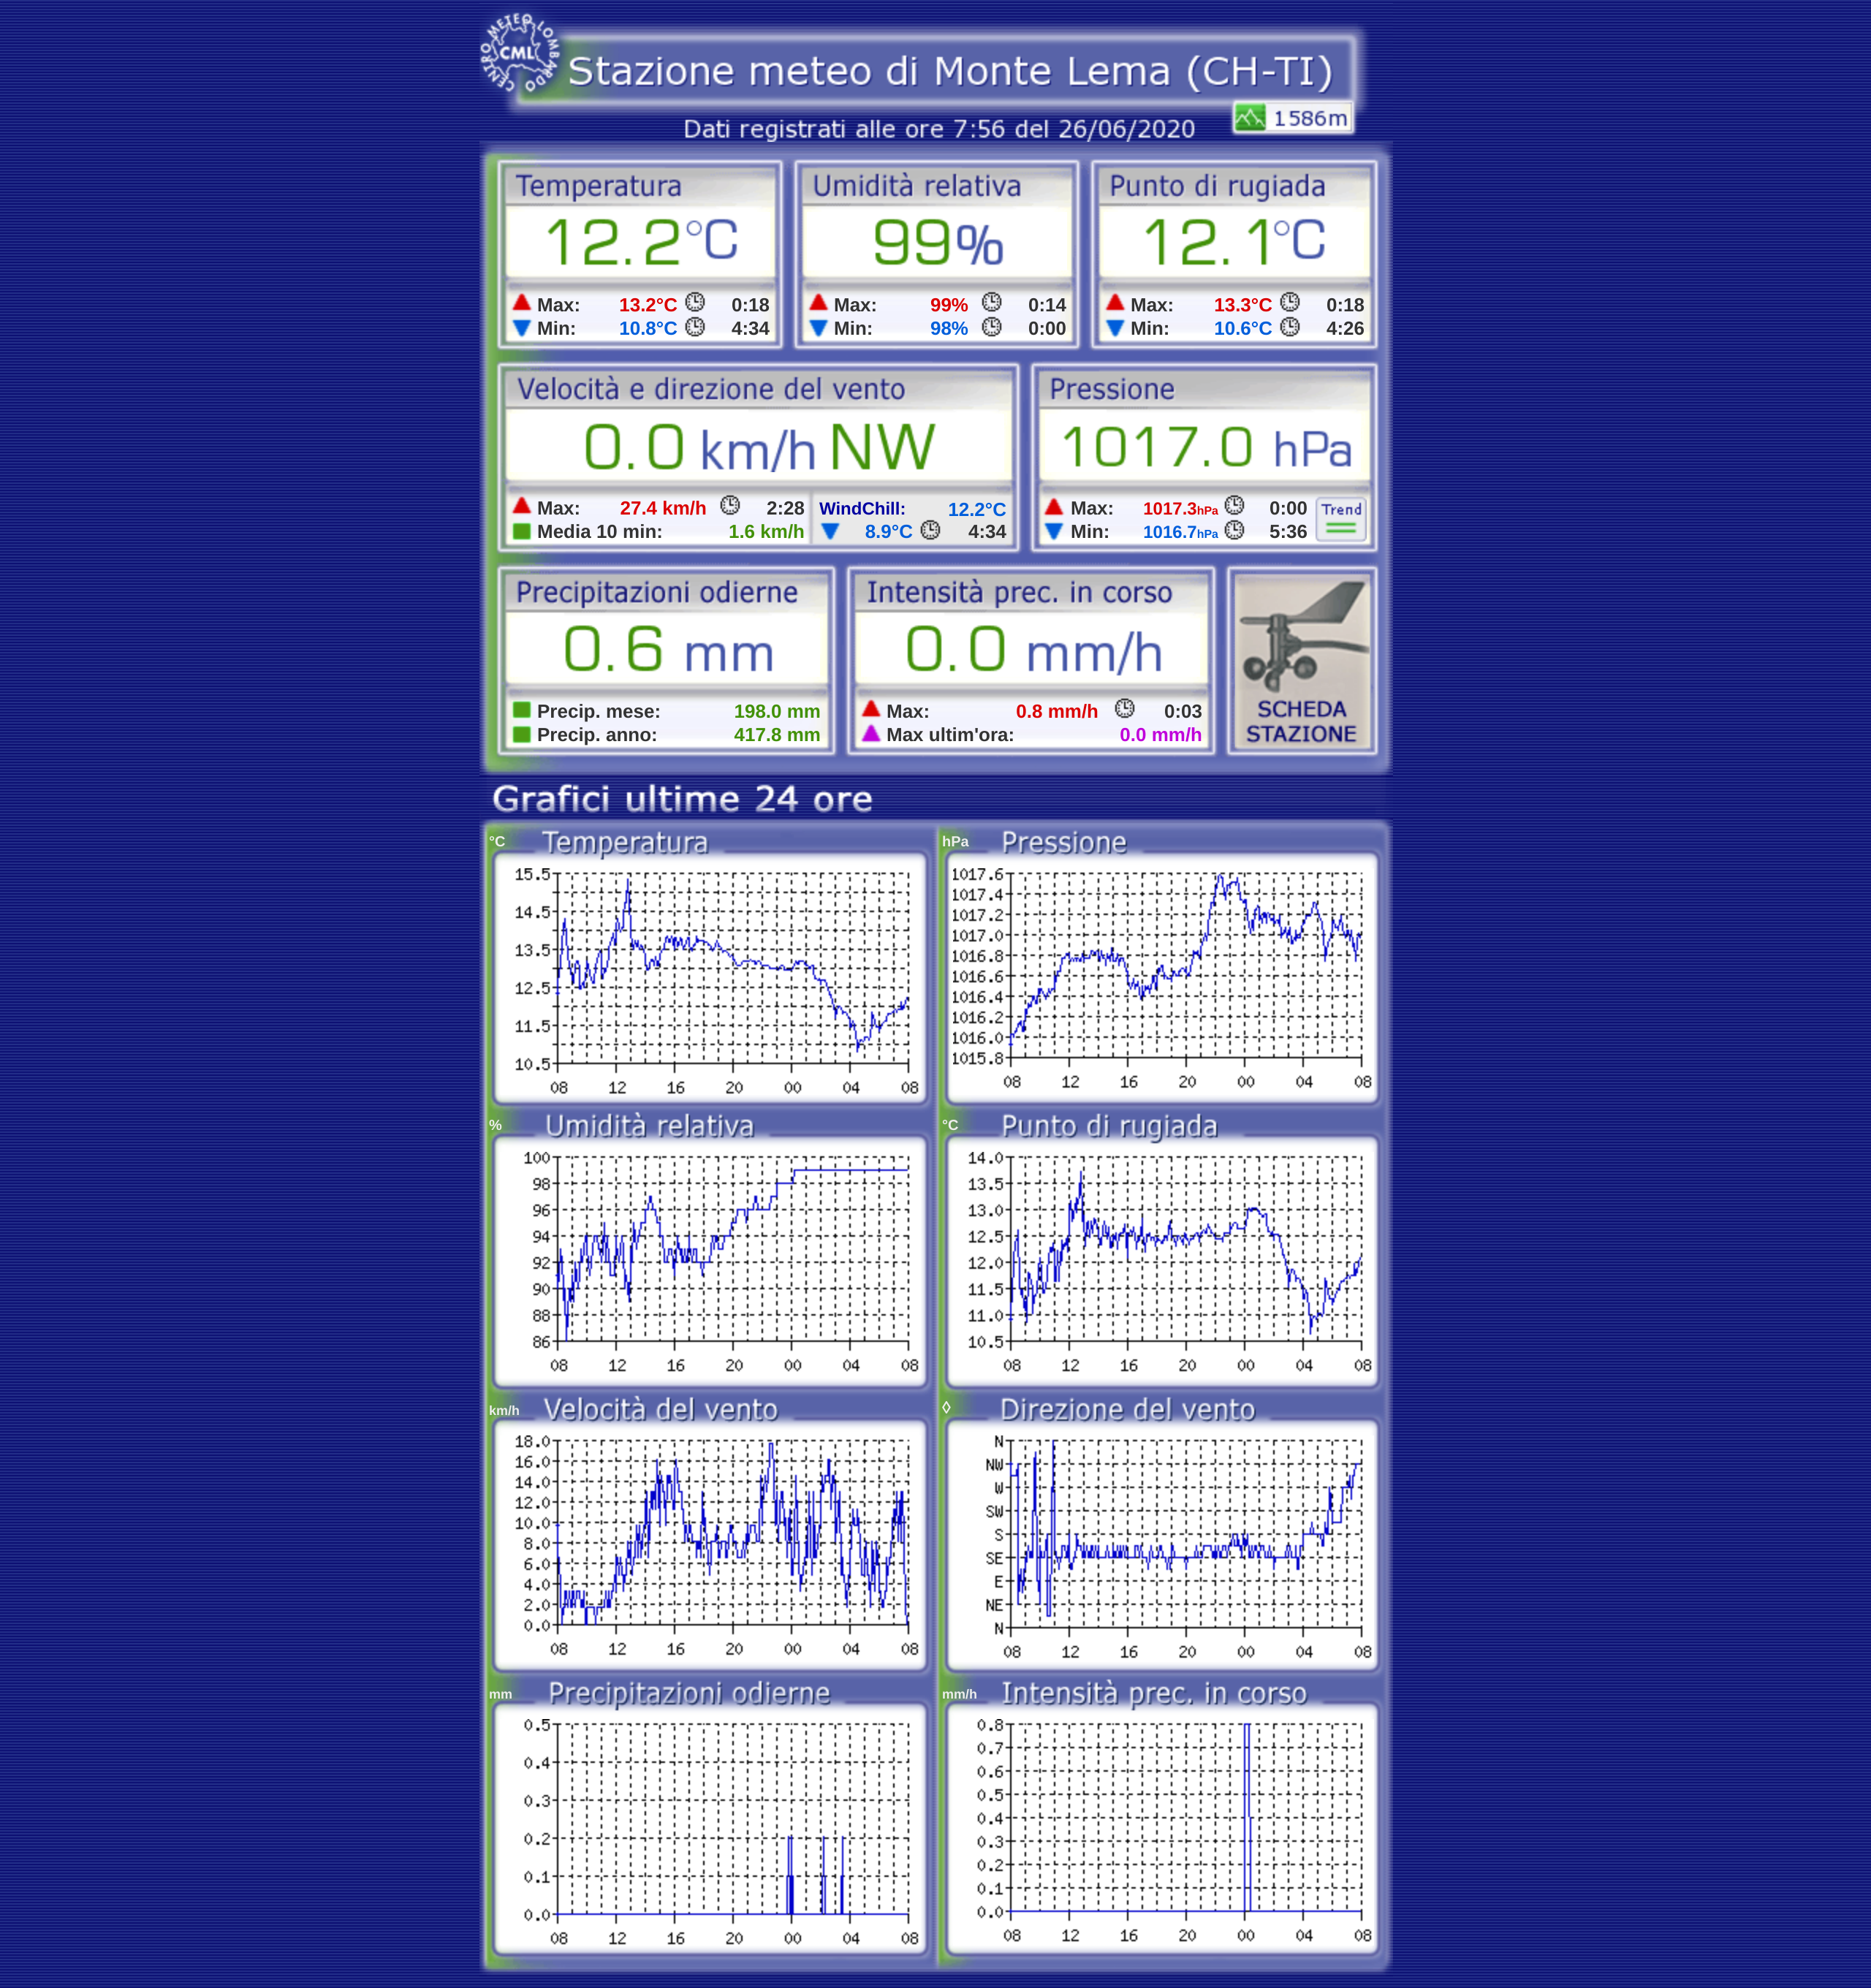 CENTRO METEO LOMBARDO
CML
Stazione meteo di Monte Lema (CH-TI)
1586m
Dati registrati alle ore 7:56 del 26/06/2020
Temperatura
12.2°C
Max: 13.2°C 0:18
Min: 10.8°C 4:34
Umidità relativa
99%
Max: 99% 0:14
Min: 98% 0:00
Punto di rugiada
12.1°C
Max: 13.3°C 0:18
Min: 10.6°C 4:26
Velocità e direzione del vento
0.0 km/h NW
Max: 27.4 km/h 2:28
Media 10 min: 1.6 km/h
WindChill: 12.2°C
8.9°C 4:34
Pressione
1017.0 hPa
Max: 1017.3hPa 0:00
Min: 1016.7hPa 5:36
Trend
Precipitazioni odierne
0.6 mm
Precip. mese: 198.0 mm
Precip. anno: 417.8 mm
Intensità prec. in corso
0.0 mm/h
Max: 0.8 mm/h 0:03
Max ultim'ora: 0.0 mm/h
SCHEDA
STAZIONE
Grafici ultime 24 ore
°C Temperatura
15.5
14.5
13.5
12.5
11.5
10.5
08 12 16 20 00 04 08
hPa Pressione
1017.6
1017.4
1017.2
1017.0
1016.8
1016.6
1016.4
1016.2
1016.0
1015.8
08 12 16 20 00 04 08
% Umidità relativa
100
98
96
94
92
90
88
86
08 12 16 20 00 04 08
°C Punto di rugiada
14.0
13.5
13.0
12.5
12.0
11.5
11.0
10.5
08 12 16 20 00 04 08
km/h Velocità del vento
18.0
16.0
14.0
12.0
10.0
8.0
6.0
4.0
2.0
0.0
08 12 16 20 00 04 08
◊ Direzione del vento
N
NW
W
SW
S
SE
E
NE
N
08 12 16 20 00 04 08
mm Precipitazioni odierne
0.5
0.4
0.3
0.2
0.1
0.0
08 12 16 20 00 04 08
mm/h Intensità prec. in corso
0.8
0.7
0.6
0.5
0.4
0.3
0.2
0.1
0.0
08 12 16 20 00 04 08